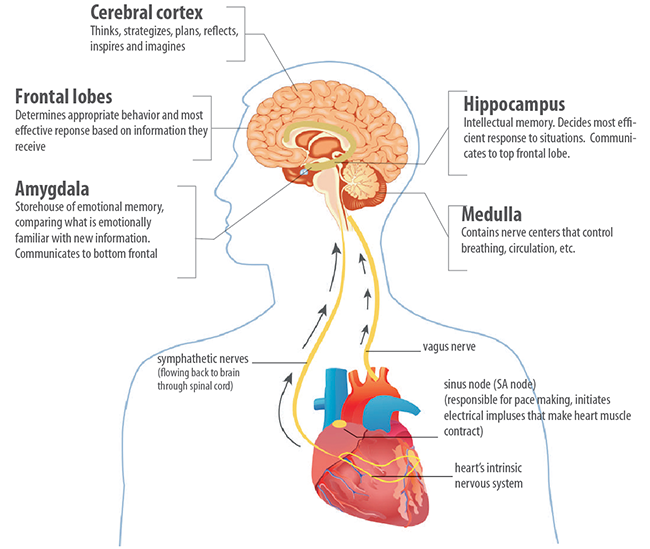 Cerebral cortex
Thinks, strategizes, plans, reflects,
inspires and imagines
Frontal lobes
Determines appropriate behavior and most
effective reponse based on information they
receive
Amygdala
Storehouse of emotional memory,
comparing what is emotionally
familiar with new information.
Communicates to bottom frontal
Hippocampus
Intellectual memory. Decides most effi-
cient response to situations. Communi-
cates to top frontal lobe.
Medulla
Contains nerve centers that control
breathing, circulation, etc.
symphathetic nerves
(flowing back to brain
through spinal cord)
vagus nerve
sinus node (SA node)
(responsible for pace making, initiates
electrical impluses that make heart muscle
contract)
heart's intrinsic
nervous system